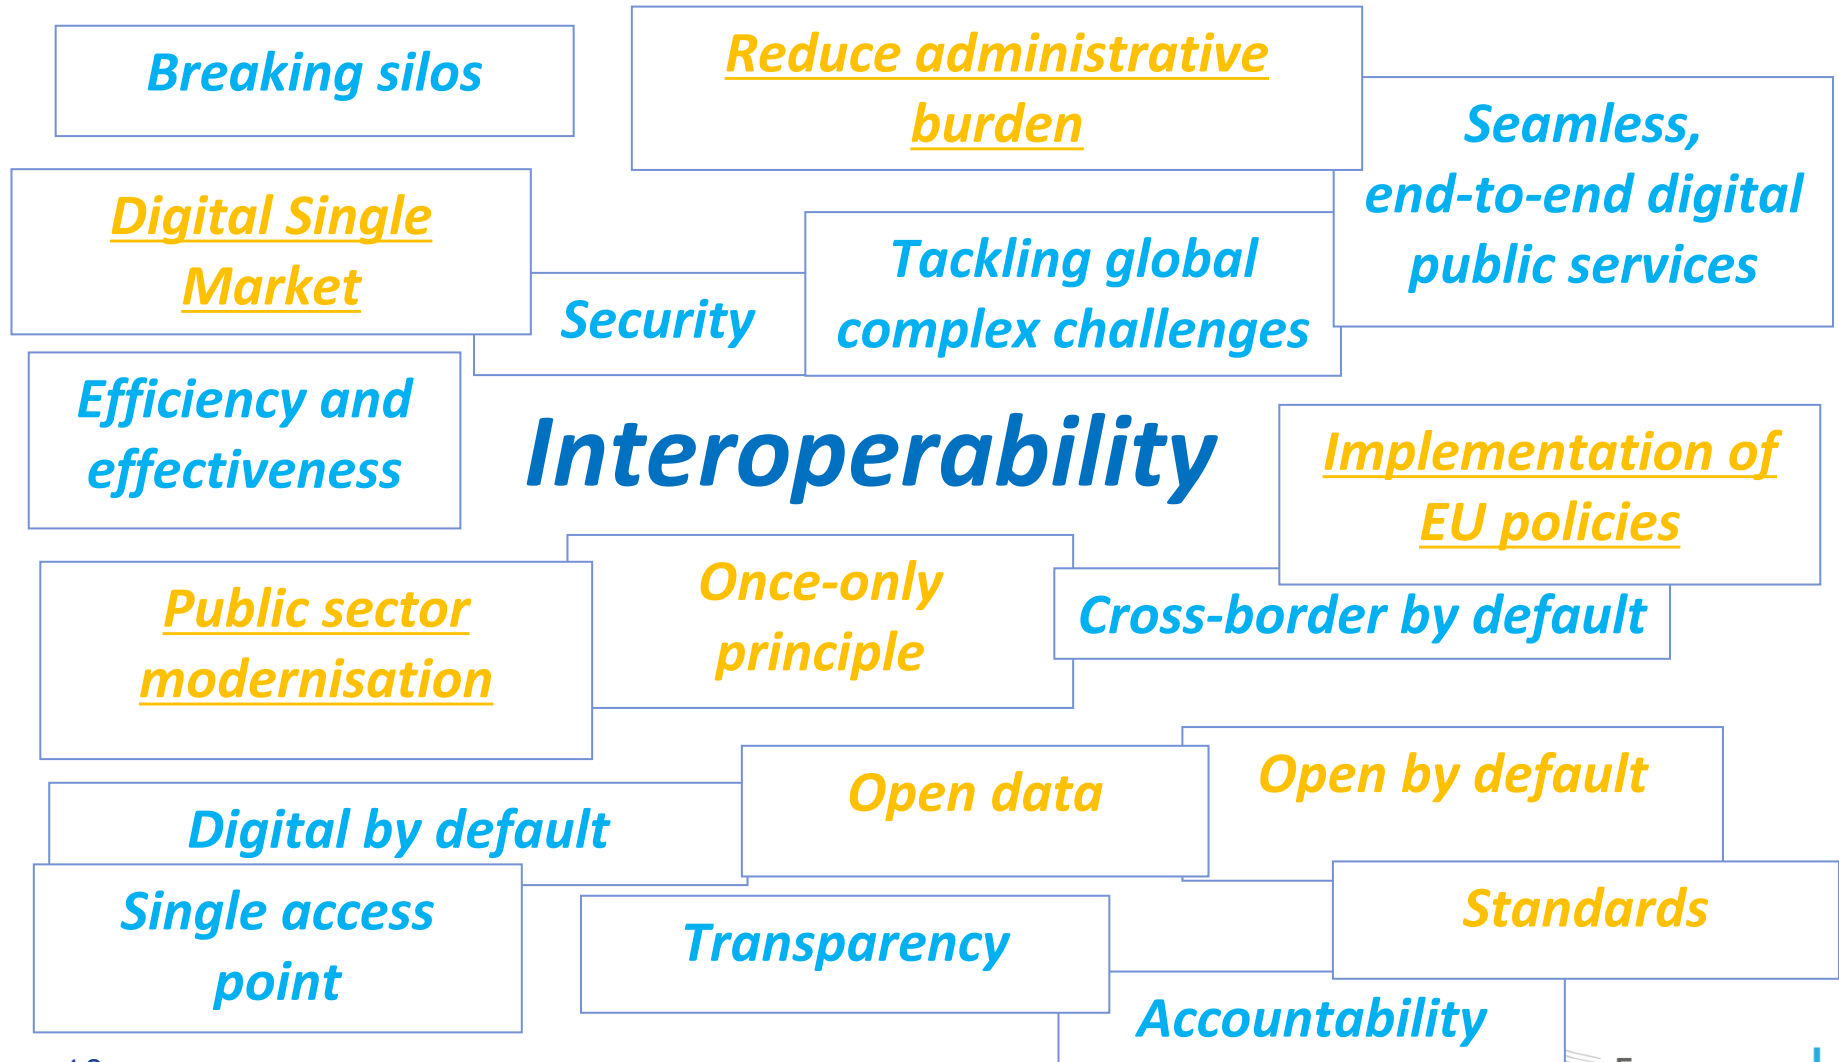 Breaking silos
Reduce administrative
burden
Seamless,
end-to-end digital
public services
Digital Single
Market
Security
Tackling global
complex challenges
Efficiency and
effectiveness
Interoperability
Implementation of
EU policies
Public sector
modernisation
Once-only
principle
Cross-border by default
Digital by default
Open data
Open by default
Single access
point
Transparency
Standards
Accountability